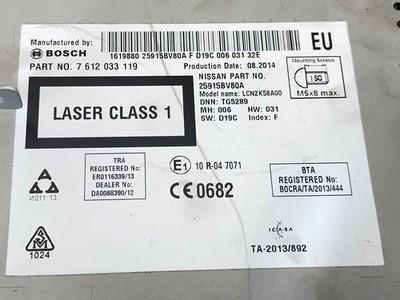 Manufactured by:
BOSCH
1619880 25915BV80A F D19C 006 031 32E
EU
PART NO. 7 612 033 119
Production Date: 08.2014
NISSAN PART NO.
25915BV80A
Model name: LCN2K58A00
DNN: TG5289
MH: 006 HW: 031
SW: D19C Index: F
Mounting Screws
ISO
M5x8 max.
LASER CLASS 1
TRA
REGISTERED No:
ER0116339/13
DEALER No:
DA0088390/12
E1 10 R-04 7071
CE0682
BTA
REGISTERED No:
BOCRA/TA/2013/444
И011 13
1024
ICASA
TA-2013/892